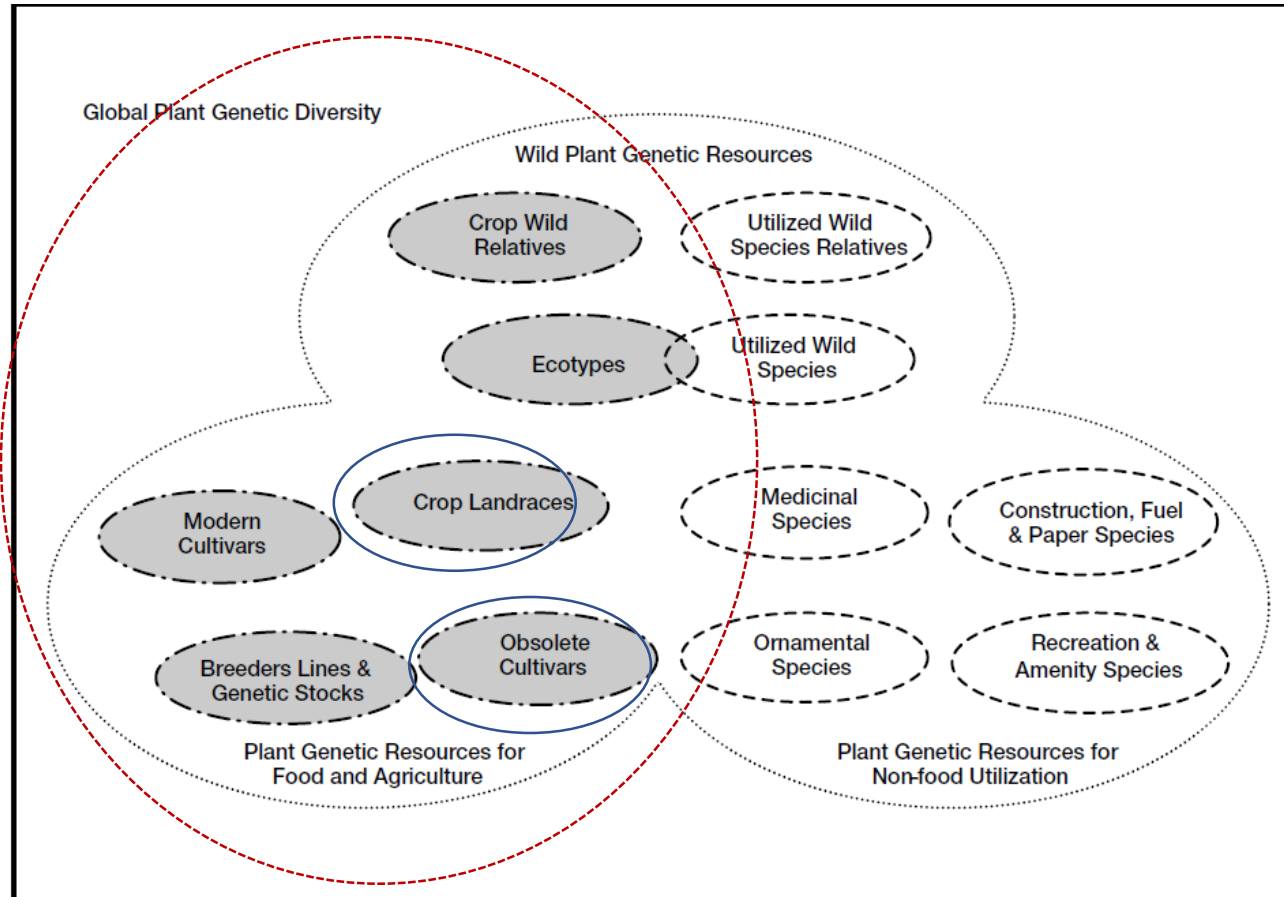 Global Plant Genetic Diversity
Wild Plant Genetic Resources
Crop Wild
Relatives
Utilized Wild
Species Relatives
Ecotypes
Utilized Wild
Species
Modern
Cultivars
Crop Landraces
Medicinal
Species
Construction, Fuel
& Paper Species
Breeders Lines &
Genetic Stocks
Obsolete
Cultivars
Ornamental
Species
Recreation &
Amenity Species
Plant Genetic Resources for
Food and Agriculture
Plant Genetic Resources for
Non-food Utilization